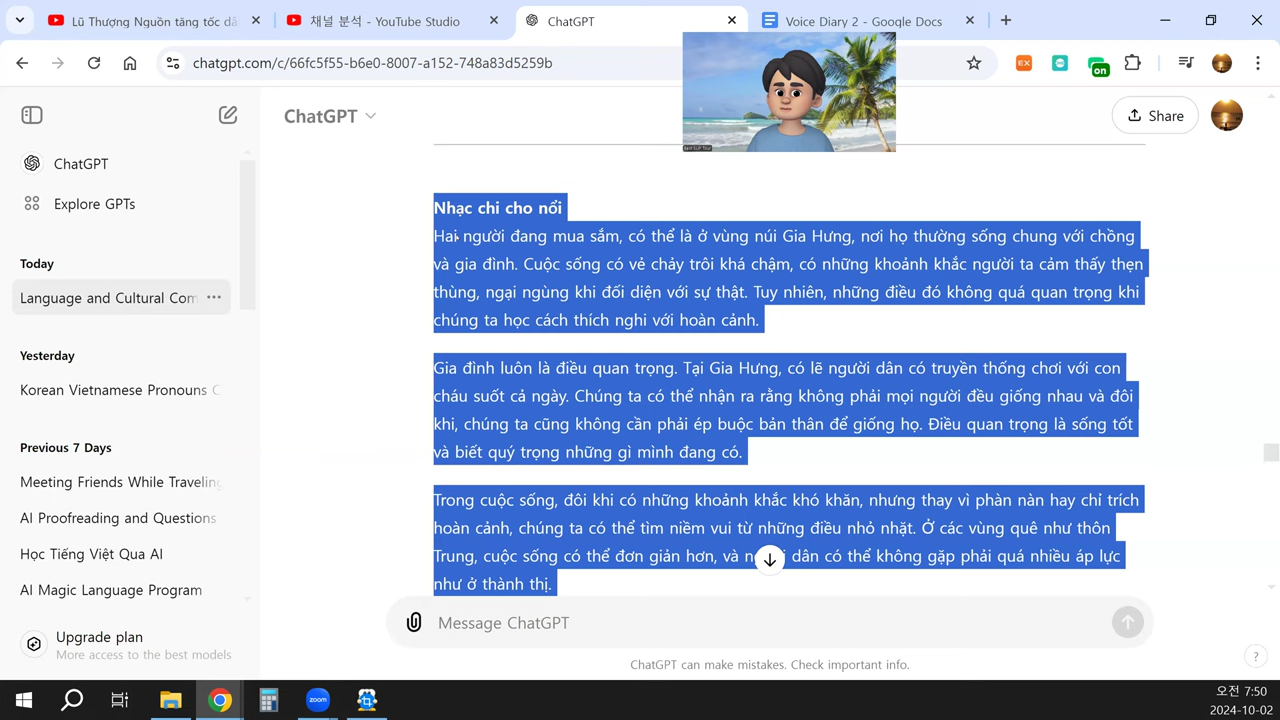 Lũ Thượng Nguồn tăng tốc dã
채널 분석 - YouTube Studio
ChatGPT
Voice Diary 2 - Google Docs
chatgpt.com/c/66fc5f55-b6e0-8007-a152-748a83d5259b
EX
on
ChatGPT
Share
ChatGPT
Explore GPTs
Today
Language and Cultural Com
Yesterday
Korean Vietnamese Pronouns C
Previous 7 Days
Meeting Friends While Traveling
AI Proofreading and Questions
Học Tiếng Việt Qua AI
AI Magic Language Program
Upgrade plan
More access to the best models
Nhạc chi cho nổi
Hai người đang mua sắm, có thể là ở vùng núi Gia Hưng, nơi họ thường sống chung với chồng
và gia đình. Cuộc sống có vẻ chảy trôi khá chậm, có những khoảnh khắc người ta cảm thấy thẹn
thùng, ngại ngùng khi đối diện với sự thật. Tuy nhiên, những điều đó không quá quan trọng khi
chúng ta học cách thích nghi với hoàn cảnh.
Gia đình luôn là điều quan trọng. Tại Gia Hưng, có lẽ người dân có truyền thống chơi với con
cháu suốt cả ngày. Chúng ta có thể nhận ra rằng không phải mọi người đều giống nhau và đôi
khi, chúng ta cũng không cần phải ép buộc bản thân để giống họ. Điều quan trọng là sống tốt
và biết quý trọng những gì mình đang có.
Trong cuộc sống, đôi khi có những khoảnh khắc khó khăn, nhưng thay vì phàn nàn hay chỉ trích
hoàn cảnh, chúng ta có thể tìm niềm vui từ những điều nhỏ nhặt. Ở các vùng quê như thôn
Trung, cuộc sống có thể đơn giản hơn, và dân có thể không gặp phải quá nhiều áp lực
như ở thành thị.
Message ChatGPT
ChatGPT can make mistakes. Check important info.
?
zoom
오전 7:50
2024-10-02